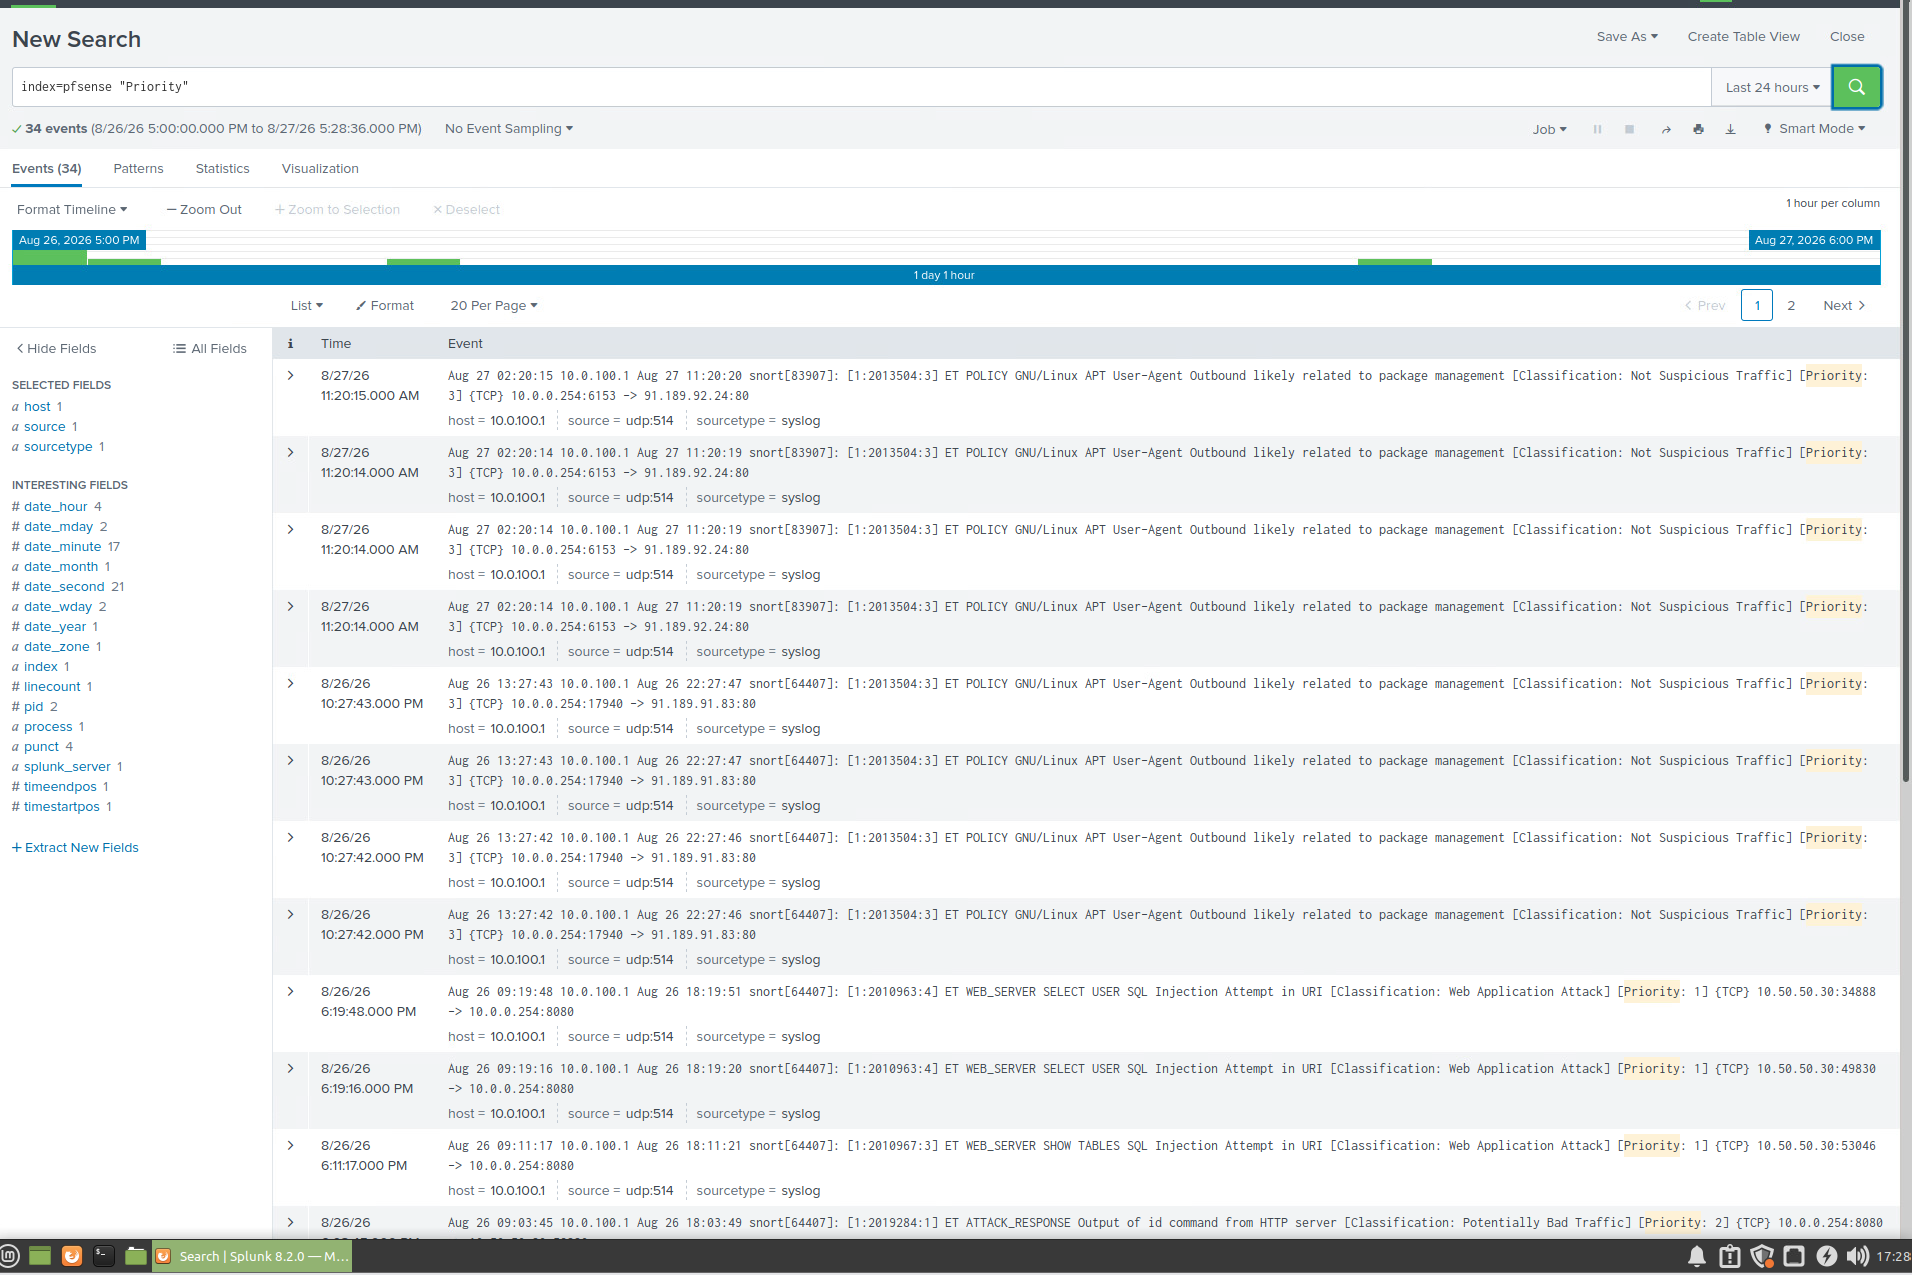 New Search
Save As
Create Table View
Close
index=pfsense "Priority"
Last 24 hours
34 events (8/26/26 5:00:00.000 PM to 8/27/26 5:28:36.000 PM)
No Event Sampling
Job
Smart Mode
Events (34)
Patterns
Statistics
Visualization
Format Timeline
— Zoom Out
+ Zoom to Selection
× Deselect
1 hour per column
Aug 26, 2026 5:00 PM
Aug 27, 2026 6:00 PM
1 day 1 hour
List
Format
20 Per Page
< Prev
1
2
Next >
< Hide Fields
All Fields
SELECTED FIELDS
a host 1
a source 1
a sourcetype 1
INTERESTING FIELDS
# date_hour 4
# date_mday 2
# date_minute 17
a date_month 1
# date_second 21
a date_wday 2
# date_year 1
a date_zone 1
a index 1
# linecount 1
# pid 2
a process 1
a punct 4
a splunk_server 1
# timeendpos 1
# timestartpos 1
+ Extract New Fields
i Time Event
> 8/27/26 Aug 27 02:20:15 10.0.100.1 Aug 27 11:20:20 snort[83907]: [1:2013504:3] ET POLICY GNU/Linux APT User-Agent Outbound likely related to package management [Classification: Not Suspicious Traffic] [Priority:
11:20:15.000 AM 3] {TCP} 10.0.0.254:6153 -> 91.189.92.24:80
host = 10.0.100.1 source = udp:514 sourcetype = syslog
> 8/27/26 Aug 27 02:20:14 10.0.100.1 Aug 27 11:20:19 snort[83907]: [1:2013504:3] ET POLICY GNU/Linux APT User-Agent Outbound likely related to package management [Classification: Not Suspicious Traffic] [Priority:
11:20:14.000 AM 3] {TCP} 10.0.0.254:6153 -> 91.189.92.24:80
host = 10.0.100.1 source = udp:514 sourcetype = syslog
> 8/27/26 Aug 27 02:20:14 10.0.100.1 Aug 27 11:20:19 snort[83907]: [1:2013504:3] ET POLICY GNU/Linux APT User-Agent Outbound likely related to package management [Classification: Not Suspicious Traffic] [Priority:
11:20:14.000 AM 3] {TCP} 10.0.0.254:6153 -> 91.189.92.24:80
host = 10.0.100.1 source = udp:514 sourcetype = syslog
> 8/27/26 Aug 27 02:20:14 10.0.100.1 Aug 27 11:20:19 snort[83907]: [1:2013504:3] ET POLICY GNU/Linux APT User-Agent Outbound likely related to package management [Classification: Not Suspicious Traffic] [Priority:
11:20:14.000 AM 3] {TCP} 10.0.0.254:6153 -> 91.189.92.24:80
host = 10.0.100.1 source = udp:514 sourcetype = syslog
> 8/26/26 Aug 26 13:27:43 10.0.100.1 Aug 26 22:27:47 snort[64407]: [1:2013504:3] ET POLICY GNU/Linux APT User-Agent Outbound likely related to package management [Classification: Not Suspicious Traffic] [Priority:
10:27:43.000 PM 3] {TCP} 10.0.0.254:17940 -> 91.189.91.83:80
host = 10.0.100.1 source = udp:514 sourcetype = syslog
> 8/26/26 Aug 26 13:27:43 10.0.100.1 Aug 26 22:27:47 snort[64407]: [1:2013504:3] ET POLICY GNU/Linux APT User-Agent Outbound likely related to package management [Classification: Not Suspicious Traffic] [Priority:
10:27:43.000 PM 3] {TCP} 10.0.0.254:17940 -> 91.189.91.83:80
host = 10.0.100.1 source = udp:514 sourcetype = syslog
> 8/26/26 Aug 26 13:27:42 10.0.100.1 Aug 26 22:27:46 snort[64407]: [1:2013504:3] ET POLICY GNU/Linux APT User-Agent Outbound likely related to package management [Classification: Not Suspicious Traffic] [Priority:
10:27:42.000 PM 3] {TCP} 10.0.0.254:17940 -> 91.189.91.83:80
host = 10.0.100.1 source = udp:514 sourcetype = syslog
> 8/26/26 Aug 26 13:27:42 10.0.100.1 Aug 26 22:27:46 snort[64407]: [1:2013504:3] ET POLICY GNU/Linux APT User-Agent Outbound likely related to package management [Classification: Not Suspicious Traffic] [Priority:
10:27:42.000 PM 3] {TCP} 10.0.0.254:17940 -> 91.189.91.83:80
host = 10.0.100.1 source = udp:514 sourcetype = syslog
> 8/26/26 Aug 26 09:19:48 10.0.100.1 Aug 26 18:19:51 snort[64407]: [1:2010963:4] ET WEB_SERVER SELECT USER SQL Injection Attempt in URI [Classification: Web Application Attack] [Priority: 1] {TCP} 10.50.50.30:34888
6:19:48.000 PM -> 10.0.0.254:8080
host = 10.0.100.1 source = udp:514 sourcetype = syslog
> 8/26/26 Aug 26 09:19:16 10.0.100.1 Aug 26 18:19:20 snort[64407]: [1:2010963:4] ET WEB_SERVER SELECT USER SQL Injection Attempt in URI [Classification: Web Application Attack] [Priority: 1] {TCP} 10.50.50.30:49830
6:19:16.000 PM -> 10.0.0.254:8080
host = 10.0.100.1 source = udp:514 sourcetype = syslog
> 8/26/26 Aug 26 09:11:17 10.0.100.1 Aug 26 18:11:21 snort[64407]: [1:2010967:3] ET WEB_SERVER SHOW TABLES SQL Injection Attempt in URI [Classification: Web Application Attack] [Priority: 1] {TCP} 10.50.50.30:53046
6:11:17.000 PM -> 10.0.0.254:8080
host = 10.0.100.1 source = udp:514 sourcetype = syslog
> 8/26/26 Aug 26 09:03:45 10.0.100.1 Aug 26 18:03:49 snort[64407]: [1:2019284:1] ET ATTACK_RESPONSE Output of id command from HTTP server [Classification: Potentially Bad Traffic] [Priority: 2] {TCP} 10.0.0.254:8080
Search | Splunk 8.2.0 — M...
17:28